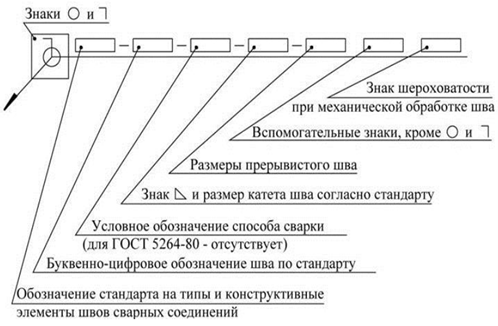 Знаки ○ и ┐
Знак шероховатости
при механической обработке шва
Вспомогательные знаки, кроме ○ и ┐
Размеры прерывистого шва
Знак ◺ и размер катета шва согласно стандарту
Условное обозначение способа сварки
(для ГОСТ 5264-80 - отсутствует)
Буквенно-цифровое обозначение шва по стандарту
Обозначение стандарта на типы и конструктивные
элементы швов сварных соединений